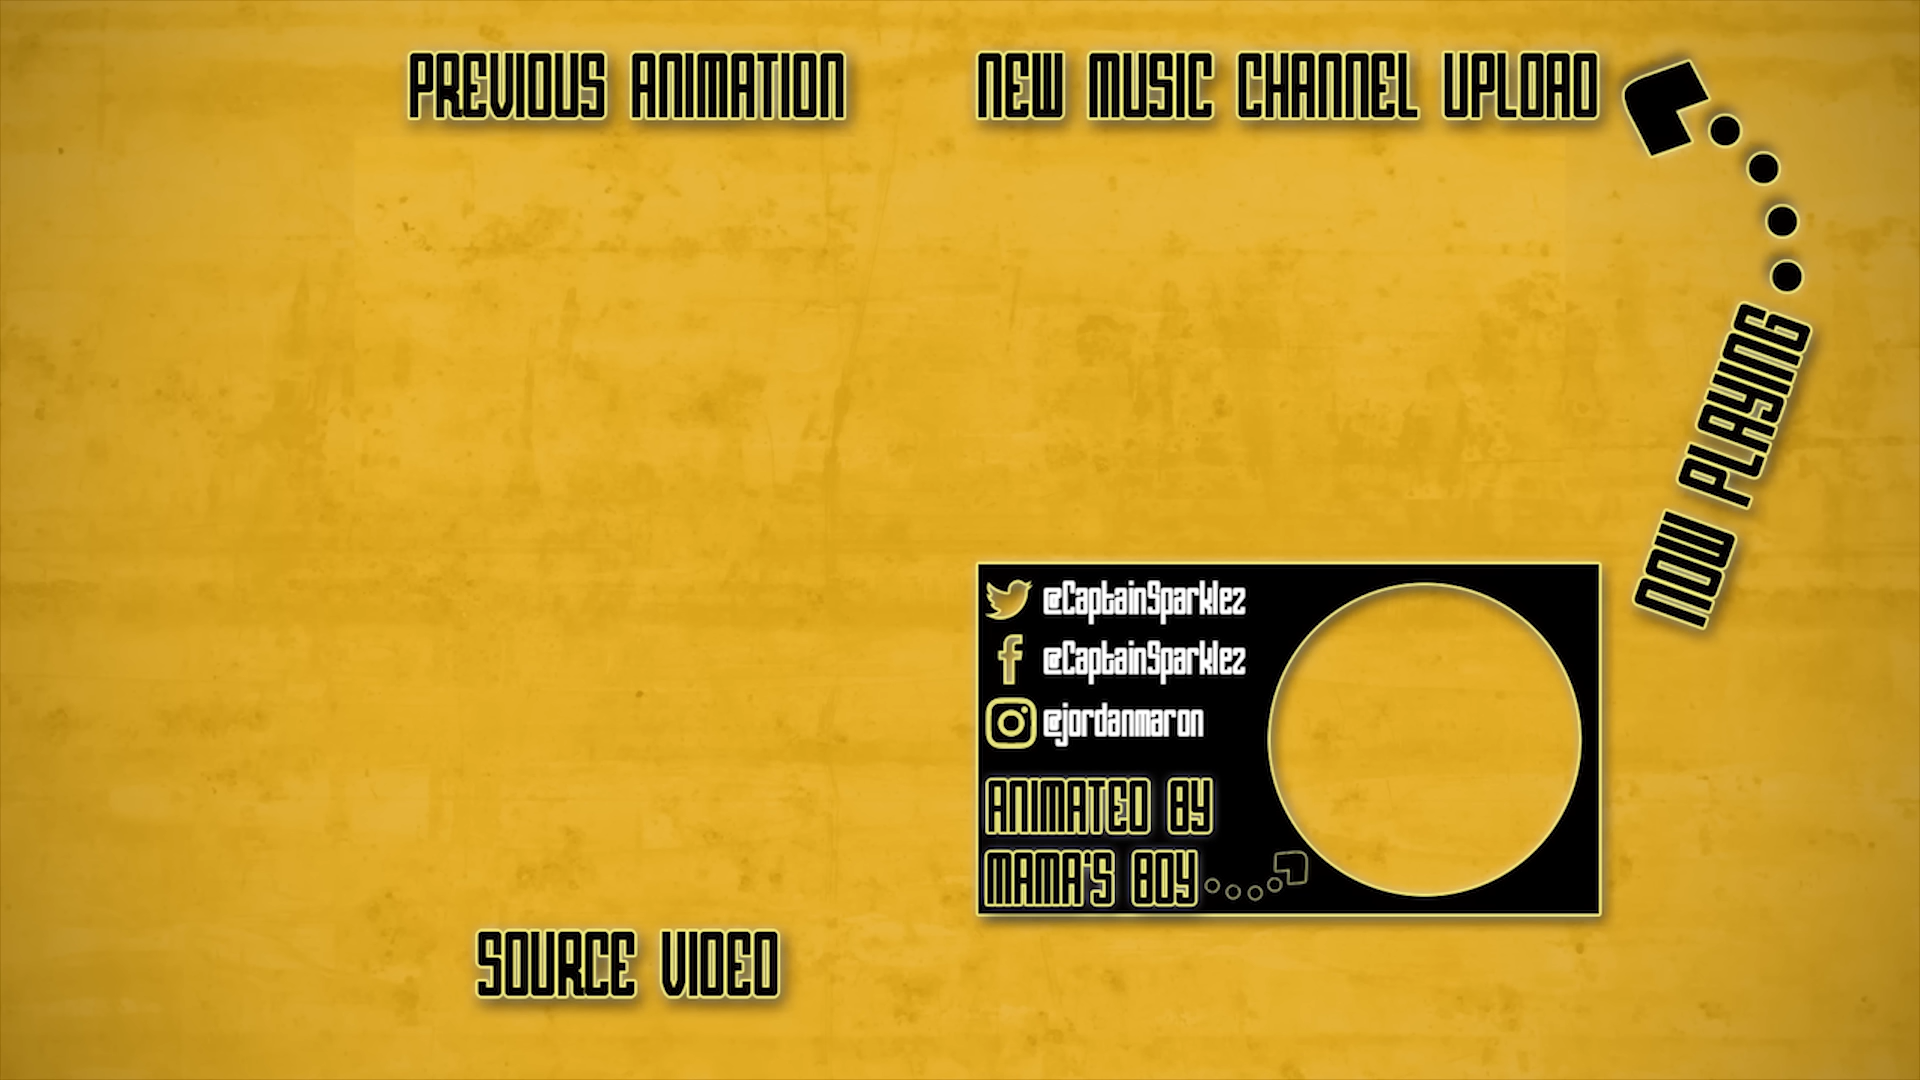 PREVIOUS ANIMATION
NEW MUSIC CHANNEL UPLOAD
NOW PLAYING
@CaptainSparklez
@CaptainSparklez
@jordanmaron
ANIMATED BY
MAMA'S BOY
SOURCE VIDEO